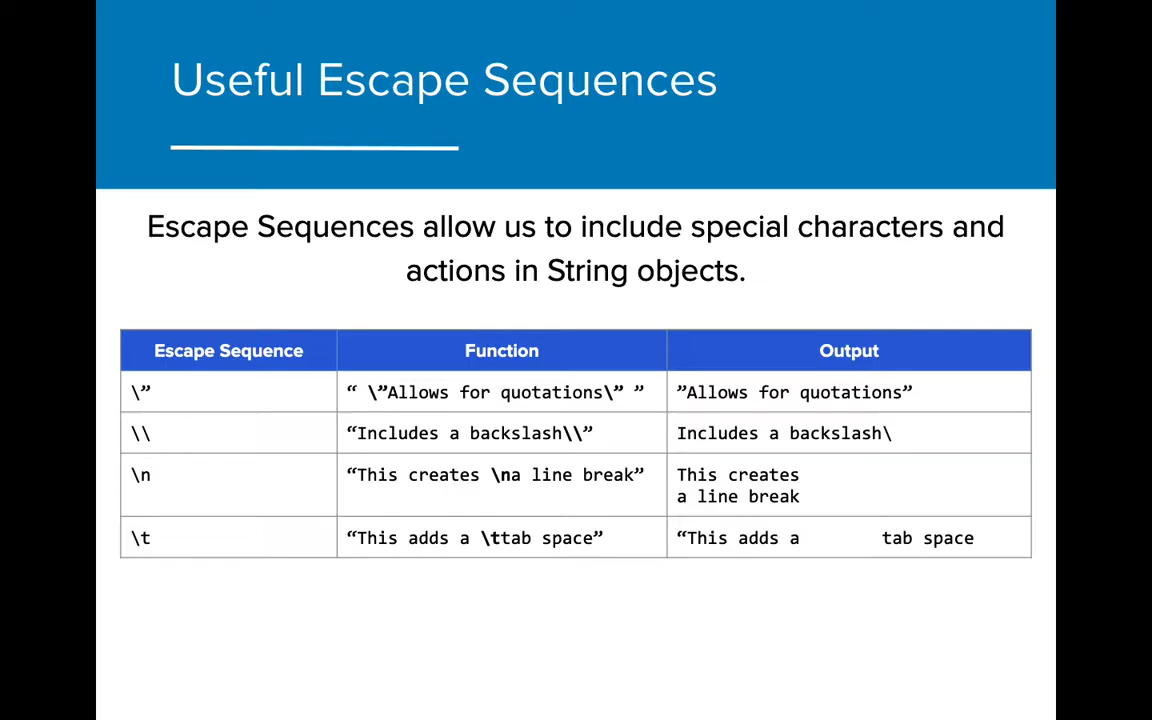 Useful Escape Sequences
Escape Sequences allow us to include special characters and
actions in String objects.
Escape Sequence Function Output
\” “ \”Allows for quotations\” ” ”Allows for quotations”
\\ “Includes a backslash\\” Includes a backslash\
\n “This creates \na line break” This creates
a line break
\t “This adds a \ttab space” “This adds a tab space